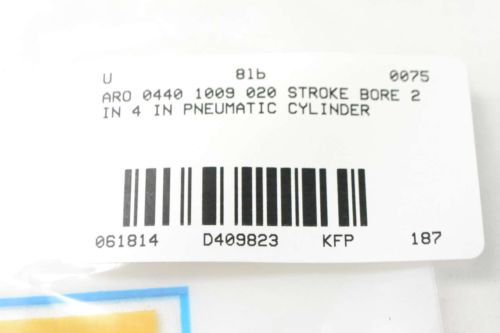 U 8lb 0075
ARO 0440 1009 020 STROKE BORE 2
IN 4 IN PNEUMATIC CYLINDER
061814 D409823 KFP 187